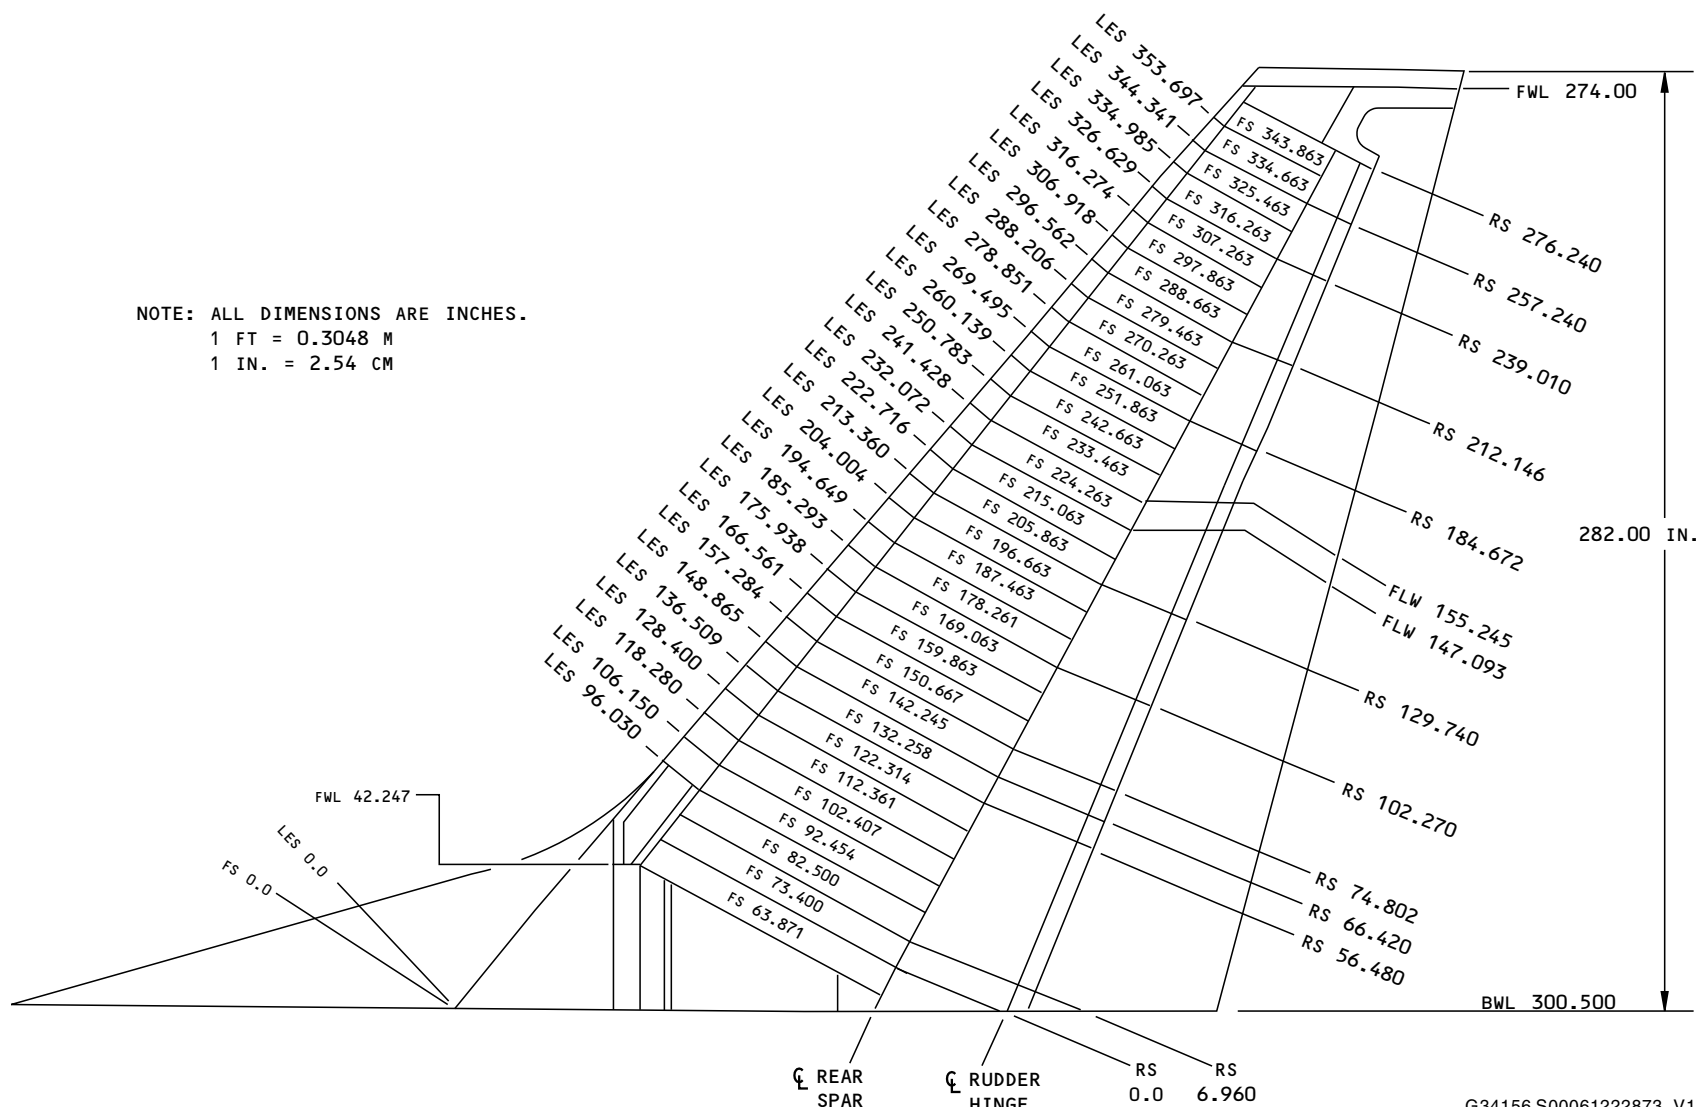 LES 353.697
LES 344.341
LES 334.985
LES 326.629
LES 316.274
LES 306.918
LES 296.562
LES 288.206
LES 278.851
LES 269.495
LES 260.139
LES 250.783
LES 241.428
LES 232.072
LES 222.716
LES 213.360
LES 204.004
LES 194.649
LES 185.293
LES 175.938
LES 166.561
LES 157.284
LES 148.865
LES 136.509
LES 128.400
LES 118.280
LES 106.150
LES 96.030
FS 343.863
FS 334.663
FS 325.463
FS 316.263
FS 307.263
FS 297.863
FS 288.663
FS 279.463
FS 270.263
FS 261.063
FS 251.863
FS 242.663
FS 233.463
FS 224.263
FS 215.063
FS 205.863
FS 196.663
FS 187.463
FS 178.261
FS 169.063
FS 159.863
FS 150.667
FS 142.245
FS 132.258
FS 122.314
FS 112.361
FS 102.407
FS 92.454
FS 82.500
FS 73.400
FS 63.871
FWL 274.00
RS 276.240
RS 257.240
RS 239.010
RS 212.146
RS 184.672
282.00 IN.
FLW 155.245
FLW 147.093
RS 129.740
RS 102.270
RS 74.802
RS 66.420
RS 56.480
BWL 300.500
NOTE: ALL DIMENSIONS ARE INCHES.
1 FT = 0.3048 M
1 IN. = 2.54 CM
FWL 42.247
LES 0.0
FS 0.0
℄ REAR
SPAR
℄ RUDDER
HINGE
RS
0.0
RS
6.960
G34156 S00061222873_V1